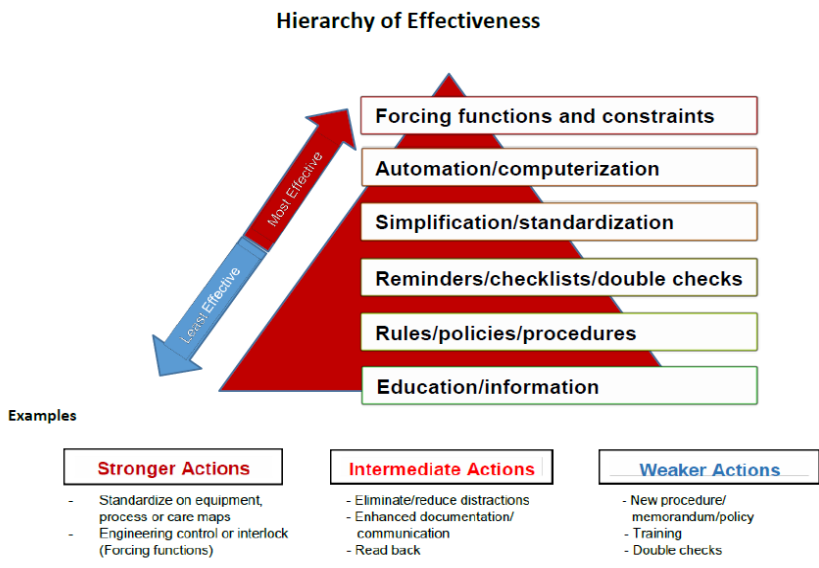 Hierarchy of Effectiveness
Most Effective
Least Effective
Forcing functions and constraints
Automation/computerization
Simplification/standardization
Reminders/checklists/double checks
Rules/policies/procedures
Education/information
Examples
Stronger Actions
- Standardize on equipment,
process or care maps
- Engineering control or interlock
(Forcing functions)
Intermediate Actions
- Eliminate/reduce distractions
- Enhanced documentation/
communication
- Read back
Weaker Actions
- New procedure/
memorandum/policy
- Training
- Double checks